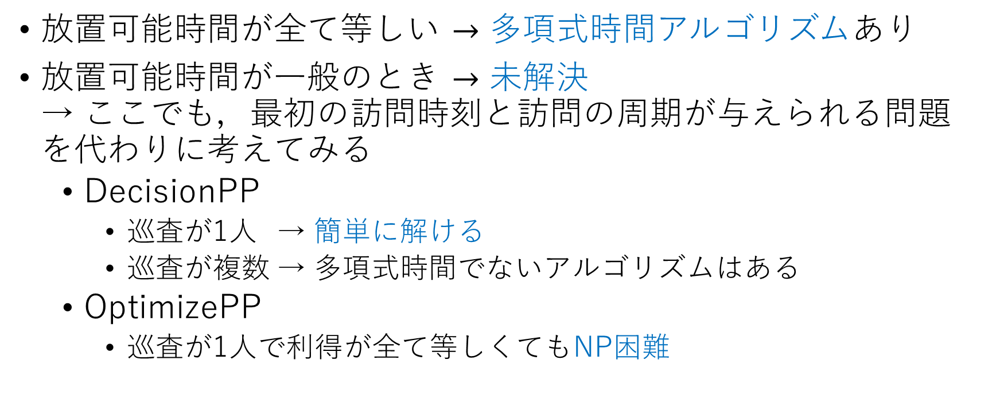 • 放置可能時間が全て等しい → 多項式時間アルゴリズムあり
• 放置可能時間が一般のとき → 未解決
→ ここでも，最初の訪問時刻と訪問の周期が与えられる問題
を代わりに考えてみる
• DecisionPP
• 巡査が1人 → 簡単に解ける
• 巡査が複数 → 多項式時間でないアルゴリズムはある
• OptimizePP
• 巡査が1人で利得が全て等しくてもNP困難